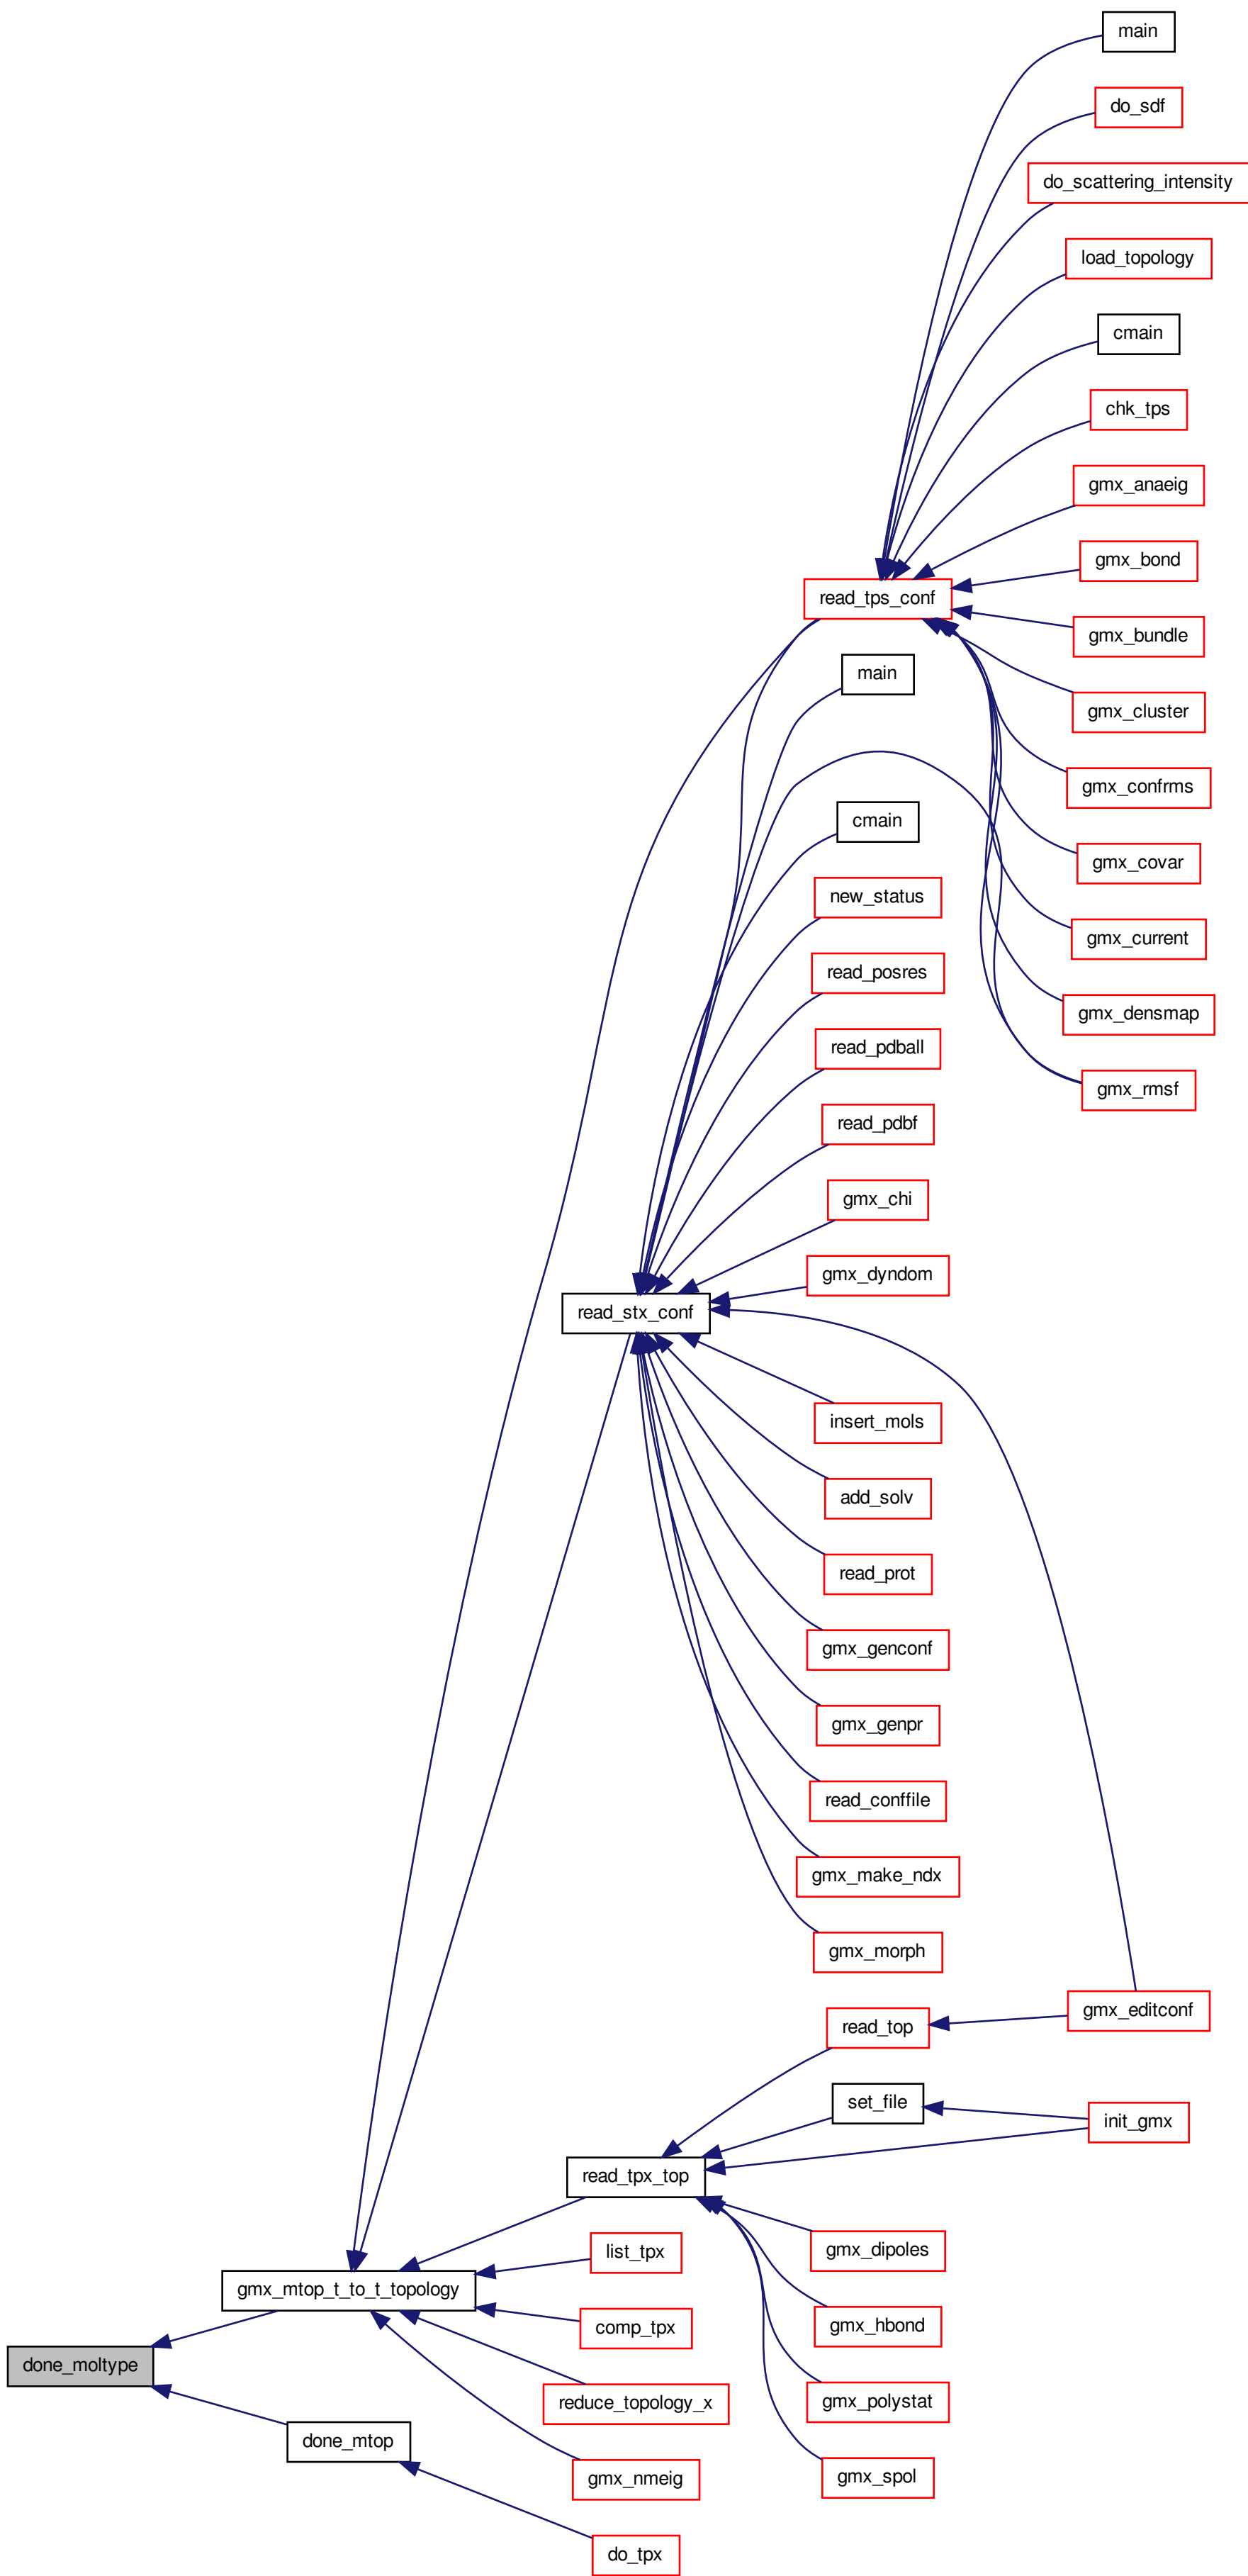 main
do_sdf
do_scattering_intensity
load_topology
cmain
chk_tps
gmx_anaeig
gmx_bond
read_tps_conf
gmx_bundle
main
gmx_cluster
gmx_confrms
cmain
gmx_covar
new_status
gmx_current
read_posres
gmx_densmap
read_pdball
gmx_rmsf
read_pdbf
gmx_chi
gmx_dyndom
read_stx_conf
insert_mols
add_solv
read_prot
gmx_genconf
gmx_genpr
read_conffile
gmx_make_ndx
gmx_morph
gmx_editconf
read_top
set_file
init_gmx
read_tpx_top
list_tpx
gmx_dipoles
gmx_mtop_t_to_t_topology
comp_tpx
gmx_hbond
done_moltype
reduce_topology_x
gmx_polystat
done_mtop
gmx_nmeig
gmx_spol
do_tpx